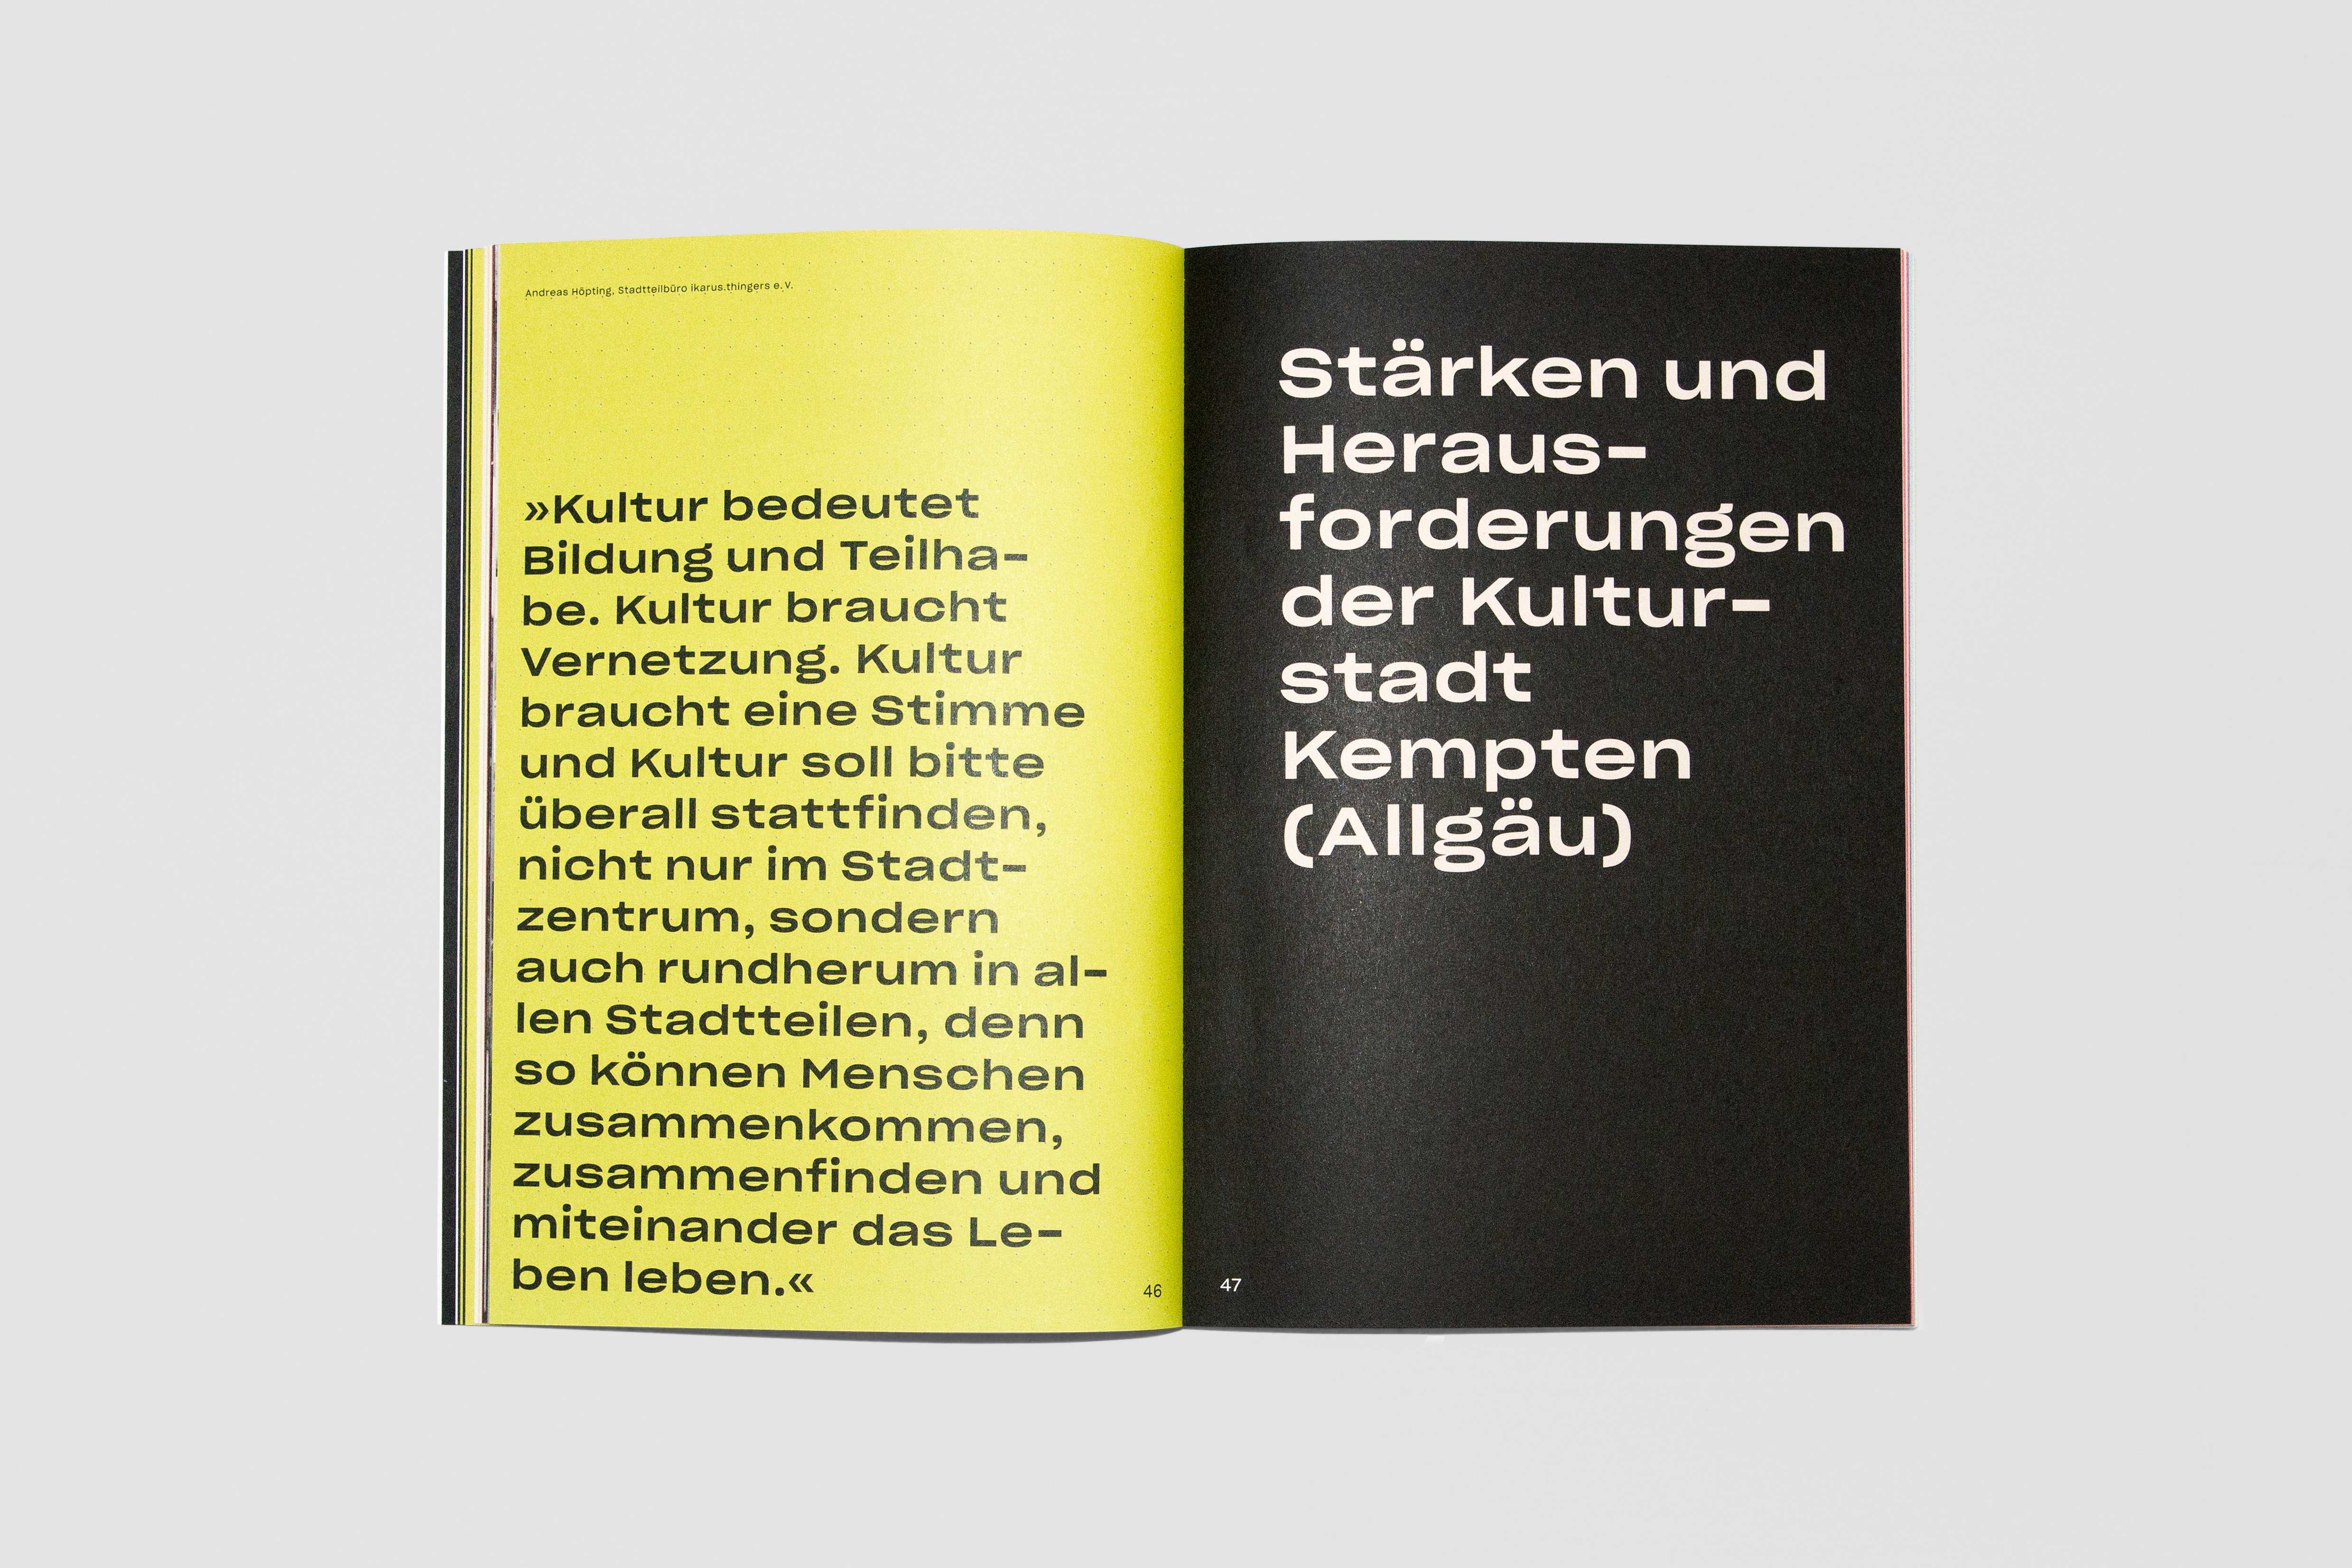 Andreas Höpting, Stadtteilbüro ikarus.thingers e. V.
»Kultur bedeutet
Bildung und Teilha-
be. Kultur braucht
Vernetzung. Kultur
braucht eine Stimme
und Kultur soll bitte
überall stattfinden,
nicht nur im Stadt-
zentrum, sondern
auch rundherum in al-
len Stadtteilen, denn
so können Menschen
zusammenkommen,
zusammenfinden und
miteinander das Le-
ben leben.«
46
Stärken und
Heraus-
forderungen
der Kultur-
stadt
Kempten
(Allgäu)
47